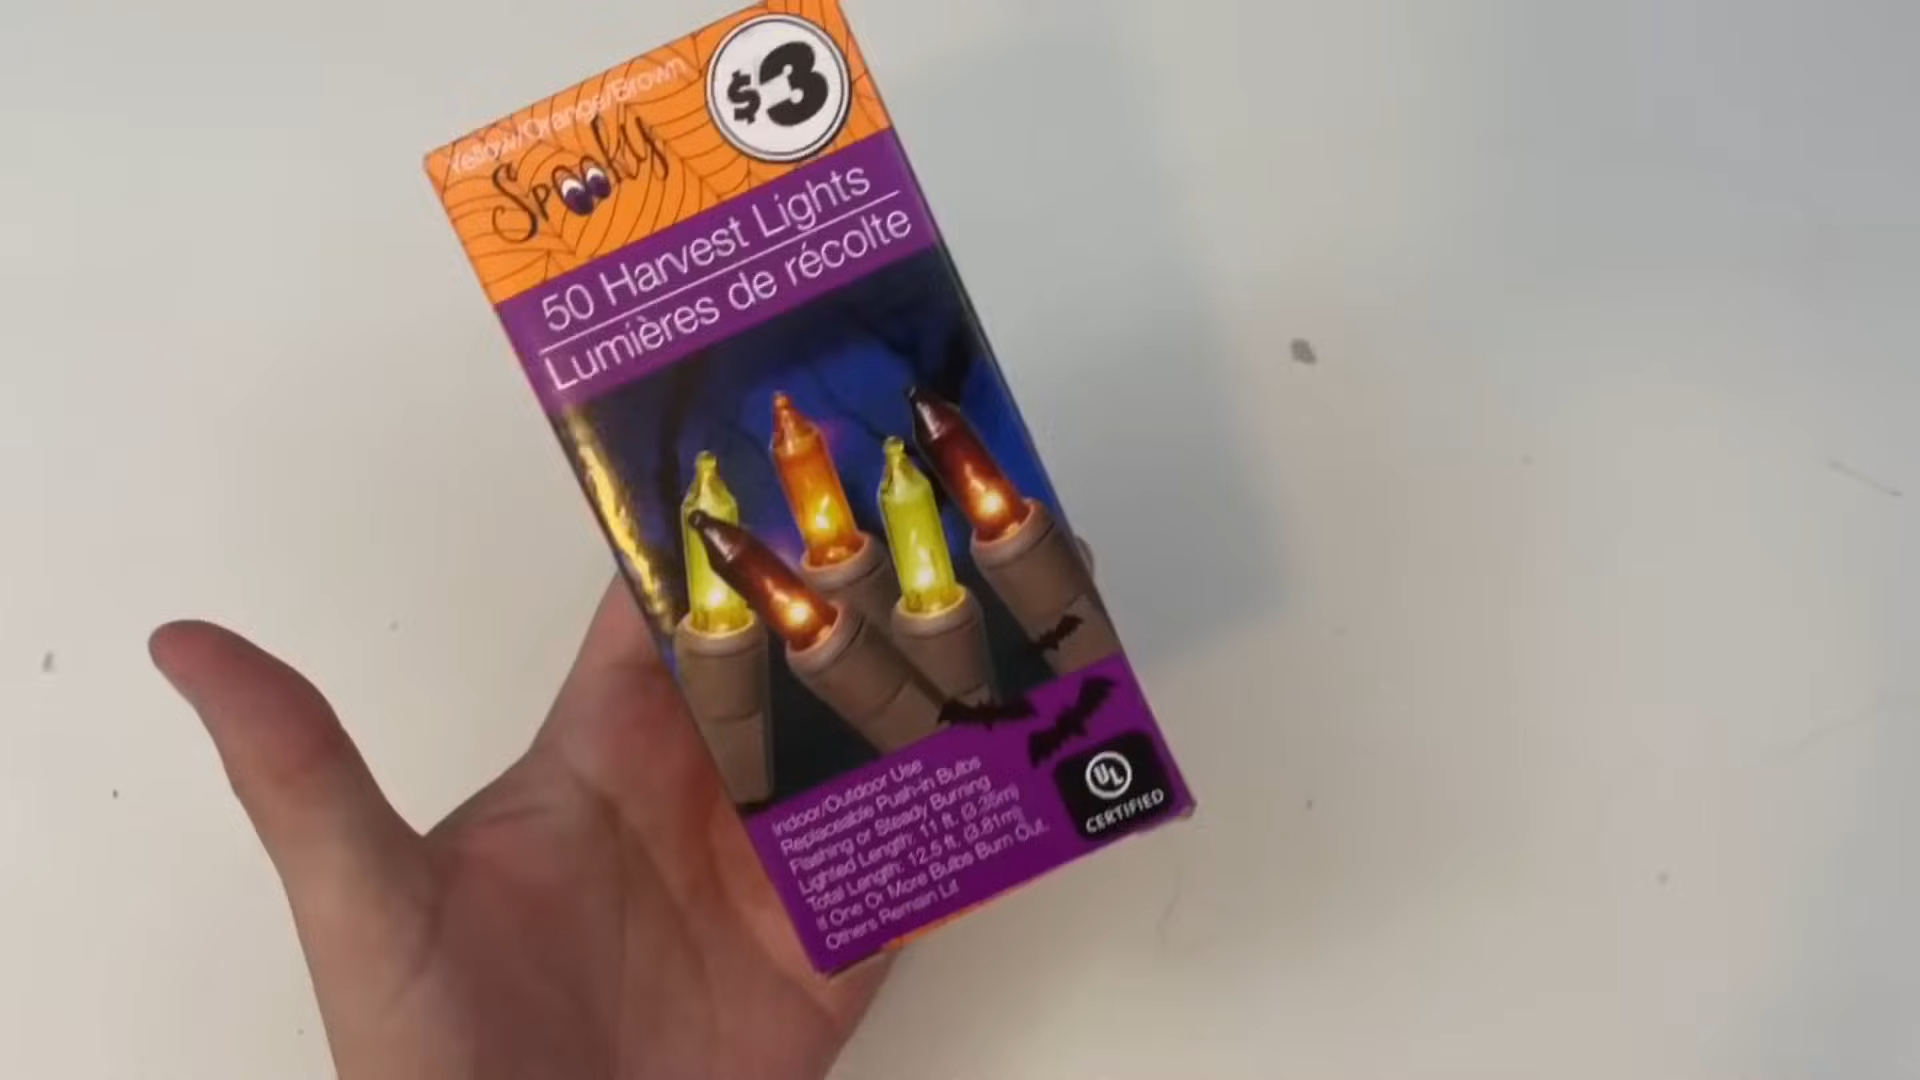 Yellow/Orange/Brown
$3
Spooky
50 Harvest Lights
Lumières de récolte
Indoor/Outdoor Use
Replaceable Push-in Bulbs
Flashing or Steady Burning
Lighted Length: 11 ft. (3.35m)
Total Length: 12.5 ft. (3.81m)
If One Or More Bulbs Burn Out,
Others Remain Lit
UL
CERTIFIED